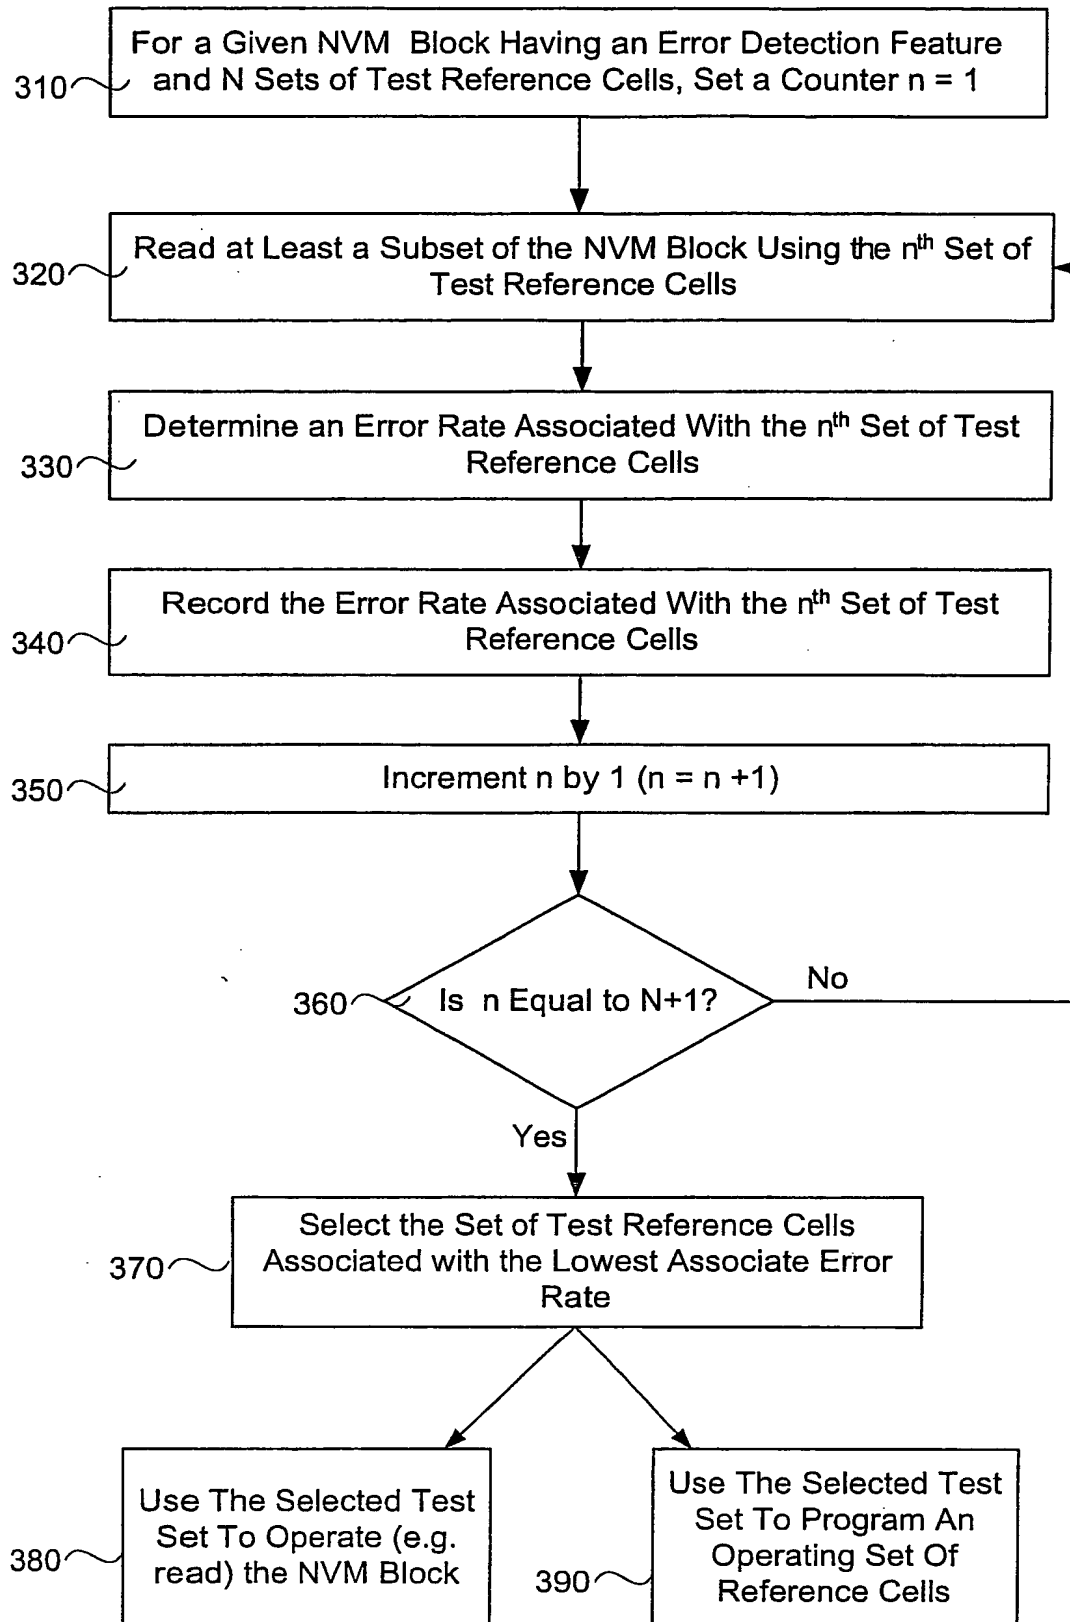 For a Given NVM Block Having an Error Detection Feature
and N Sets of Test Reference Cells, Set a Counter n = 1
310
Read at Least a Subset of the NVM Block Using the nth Set of
Test Reference Cells
320
Determine an Error Rate Associated With the nth Set of Test
Reference Cells
330
Record the Error Rate Associated With the nth Set of Test
Reference Cells
340
Increment n by 1 (n = n +1)
350
Is n Equal to N+1?
360
No
Yes
Select the Set of Test Reference Cells
Associated with the Lowest Associate Error
Rate
370
Use The Selected Test
Set To Operate (e.g.
read) the NVM Block
380
Use The Selected Test
Set To Program An
Operating Set Of
Reference Cells
390